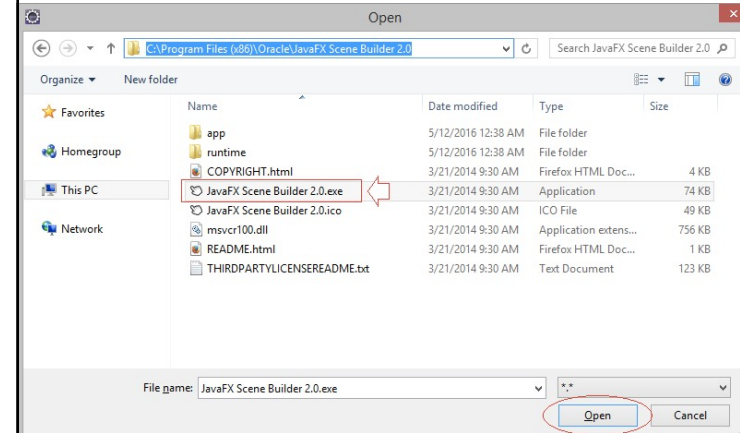 Open
C:\Program Files (x86)\Oracle\JavaFX Scene Builder 2.0
Search JavaFX Scene Builder 2.0
Organize New folder
Name Date modified Type Size
Favorites
Homegroup
This PC
Network
app 5/12/2016 12:38 AM File folder
runtime 5/12/2016 12:38 AM File folder
COPYRIGHT.html 3/21/2014 9:30 AM Firefox HTML Doc... 4 KB
JavaFX Scene Builder 2.0.exe 3/21/2014 9:30 AM Application 74 KB
JavaFX Scene Builder 2.0.ico 3/21/2014 9:30 AM ICO File 49 KB
msvcr100.dll 3/21/2014 9:30 AM Application extens... 756 KB
README.html 3/21/2014 9:30 AM Firefox HTML Doc... 1 KB
THIRDPARTYLICENSEREADME.txt 3/21/2014 9:30 AM Text Document 123 KB
File name: JavaFX Scene Builder 2.0.exe *.*
Open Cancel